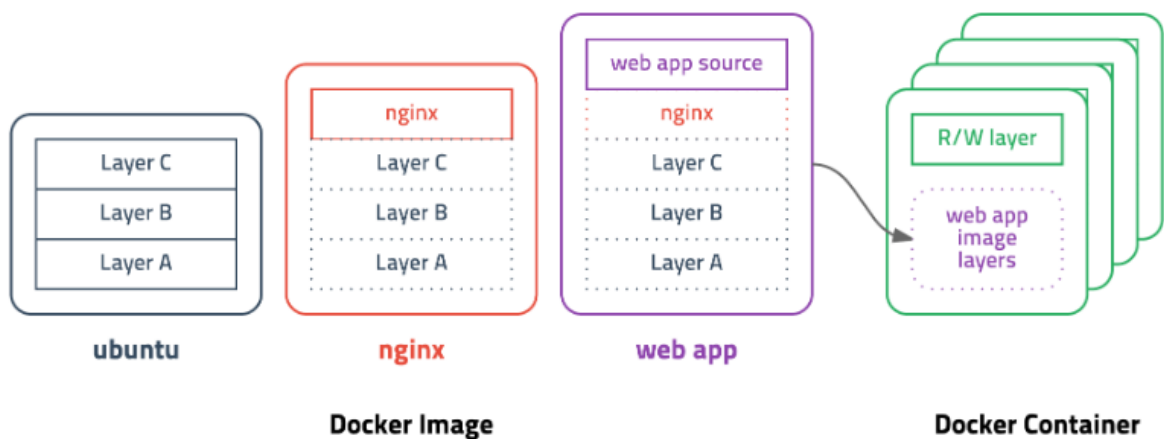 Layer C
Layer B
Layer A
ubuntu
nginx
Layer C
Layer B
Layer A
nginx
web app source
nginx
Layer C
Layer B
Layer A
web app
Docker Image
R/W layer
web app
image
layers
Docker Container